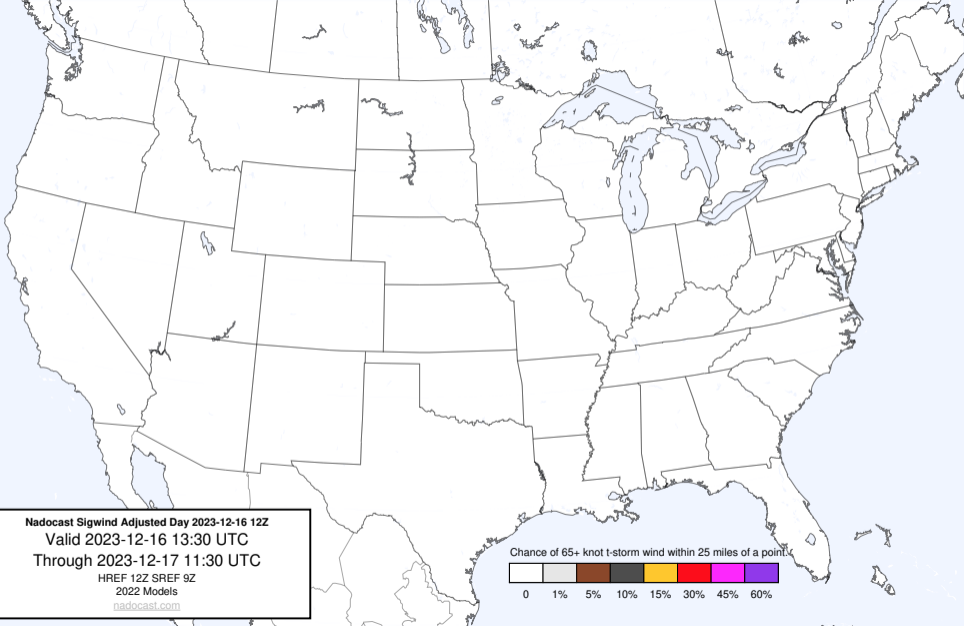 Nadocast Sigwind Adjusted Day 2023-12-16 12Z
Valid 2023-12-16 13:30 UTC
Through 2023-12-17 11:30 UTC
HREF 12Z SREF 9Z
2022 Models
nadocast.com
Chance of 65+ knot t-storm wind within 25 miles of a point.
0 1% 5% 10% 15% 30% 45% 60%